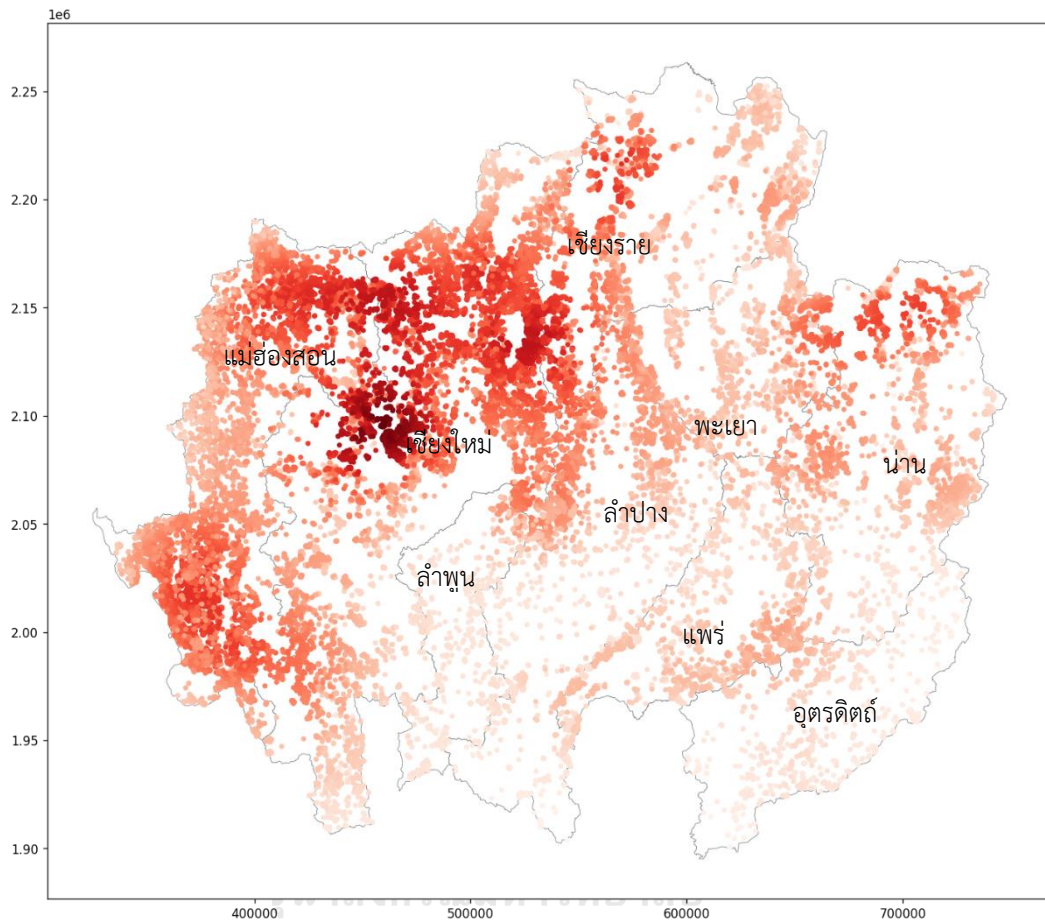 1e6
2.25
2.20
เชียงราย
2.15
แม่ฮ่องสอน
2.10
พะเยา
เชียงใหม่
น่าน
2.05
ลำปาง
ลำพูน
2.00
แพร่
1.95
อุตรดิตถ์
1.90
400000 500000 600000 700000